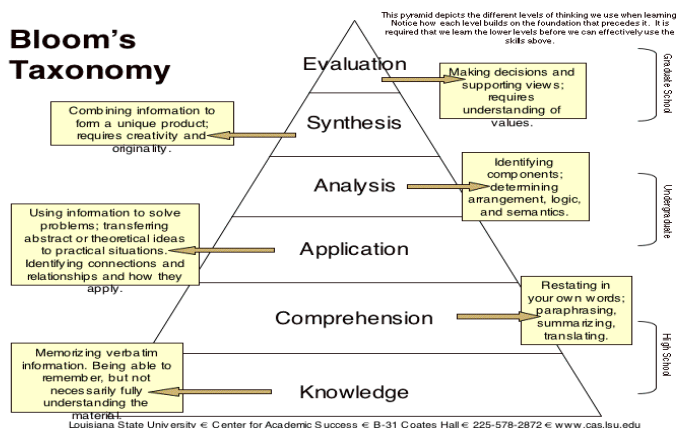 This pyramid depicts the different levels of thinking we use when learning
Notice how each level builds on the foundation that precedes it. It is
required that we learn the lower levels before we can effectively use the
skills above.
Bloom's
Taxonomy
Evaluation
Making decisions and
supporting views;
requires
understanding of
values.
Graduate School
Combining information to
form a unique product;
requires creativity and
originality.
Synthesis
Analysis
Identifying
components;
determining
arrangement, logic,
and semantics.
Undergraduate
Using information to solve
problems; transferring
abstract or theoretical ideas
to practical situations.
Identifying connections and
relationships and how they
apply.
Application
Comprehension
Restating in
your own words;
paraphrasing,
summarizing,
translating.
High School
Memorizing verbatim
information. Being able to
remember, but not
necessarily fully
understanding the
material.
Knowledge
Louisiana State University ∈ Center for Academic Success ∈ B-31 Coates Hall ∈ 225-578-2872 ∈ www.cas.lsu.edu